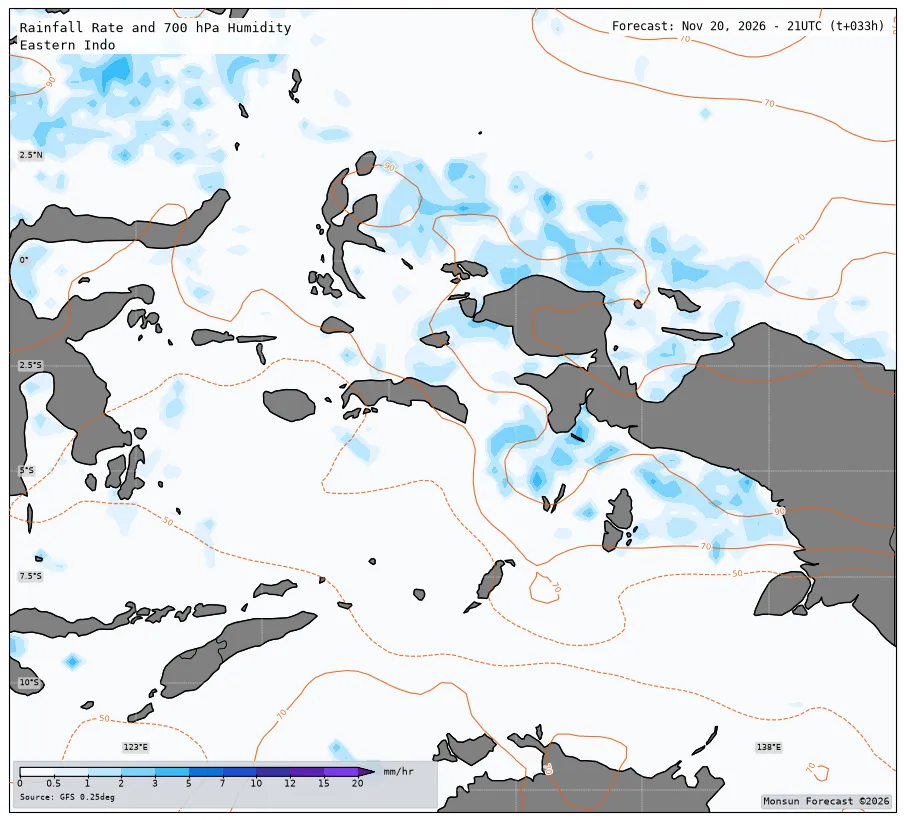 Rainfall Rate and 700 hPa Humidity
Eastern Indo
Forecast: Nov 20, 2026 - 21UTC (t+033h)
70
90
70
2.5°N
90
70
0°
2.5°S
5°S
90
50
70
7.5°S
50
70
10°S
70
50
123°E
138°E
70
70
mm/hr
0 0.5 1 2 3 5 7 10 12 15 20
Source: GFS 0.25deg
Monsun Forecast ©2026